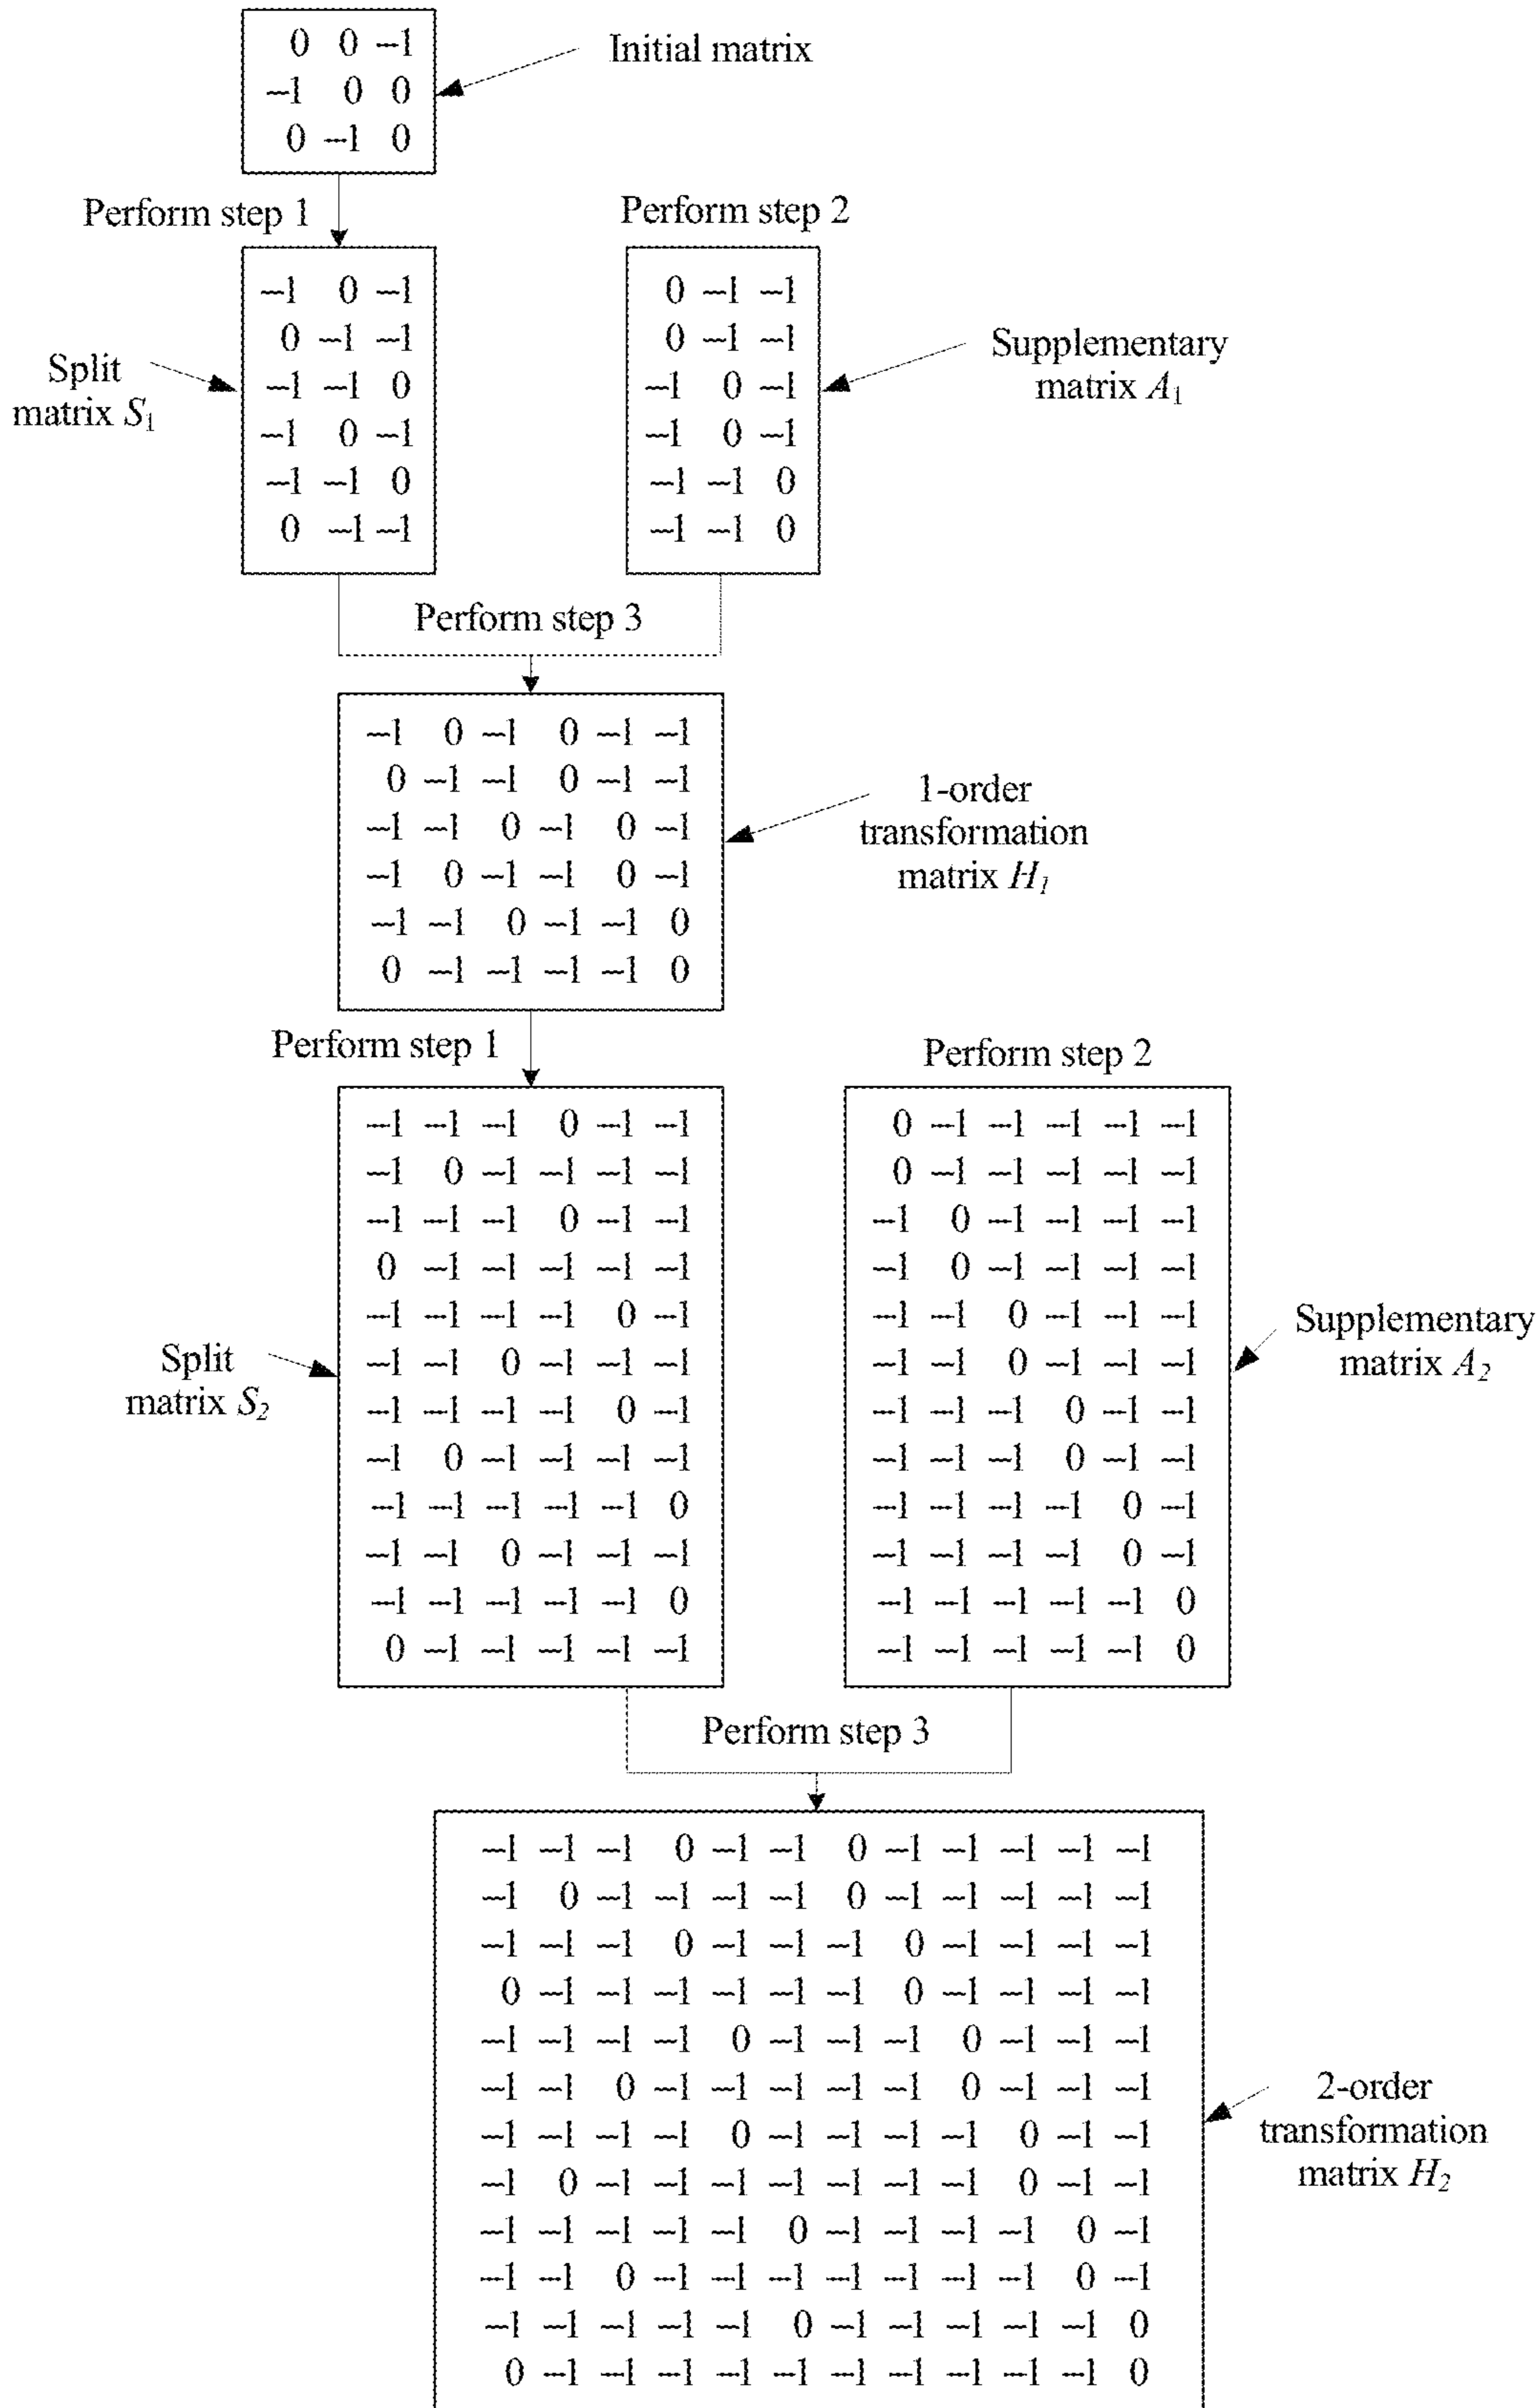 0 0 -1
Initial matrix
-1 0 0
0 -1 0
Perform step 1
Perform step 2
-1 0 -1
0 -1 -1
-1 -1 0
-1 0 -1
-1 -1 0
0 -1 -1
Split
matrix S1
0 -1 -1
0 -1 -1
-1 0 -1
-1 0 -1
-1 -1 0
-1 -1 0
Supplementary
matrix A1
Perform step 3
-1 0 -1 0 -1 -1
0 -1 -1 0 -1 -1
-1 -1 0 -1 0 -1
-1 0 -1 -1 0 -1
-1 -1 0 -1 -1 0
0 -1 -1 -1 -1 0
1-order
transformation
matrix H1
Perform step 1
Perform step 2
-1 -1 -1 0 -1 -1
-1 0 -1 -1 -1 -1
-1 -1 -1 0 -1 -1
0 -1 -1 -1 -1 -1
-1 -1 -1 -1 0 -1
-1 -1 0 -1 -1 -1
-1 -1 -1 -1 0 -1
-1 0 -1 -1 -1 -1
-1 -1 -1 -1 -1 0
-1 -1 0 -1 -1 -1
-1 -1 -1 -1 -1 0
0 -1 -1 -1 -1 -1
Split
matrix S2
0 -1 -1 -1 -1 -1
0 -1 -1 -1 -1 -1
-1 0 -1 -1 -1 -1
-1 0 -1 -1 -1 -1
-1 -1 0 -1 -1 -1
-1 -1 0 -1 -1 -1
-1 -1 -1 0 -1 -1
-1 -1 -1 0 -1 -1
-1 -1 -1 -1 0 -1
-1 -1 -1 -1 0 -1
-1 -1 -1 -1 -1 0
-1 -1 -1 -1 -1 0
Supplementary
matrix A2
Perform step 3
-1 -1 -1 0 -1 -1 0 -1 -1 -1 -1 -1
-1 0 -1 -1 -1 -1 0 -1 -1 -1 -1 -1
-1 -1 -1 0 -1 -1 -1 0 -1 -1 -1 -1
0 -1 -1 -1 -1 -1 -1 0 -1 -1 -1 -1
-1 -1 -1 -1 0 -1 -1 -1 0 -1 -1 -1
-1 -1 0 -1 -1 -1 -1 -1 0 -1 -1 -1
-1 -1 -1 -1 0 -1 -1 -1 -1 0 -1 -1
-1 0 -1 -1 -1 -1 -1 -1 -1 0 -1 -1
-1 -1 -1 -1 -1 0 -1 -1 -1 -1 0 -1
-1 -1 0 -1 -1 -1 -1 -1 -1 -1 0 -1
-1 -1 -1 -1 -1 0 -1 -1 -1 -1 -1 0
0 -1 -1 -1 -1 -1 -1 -1 -1 -1 -1 0
2-order
transformation
matrix H2